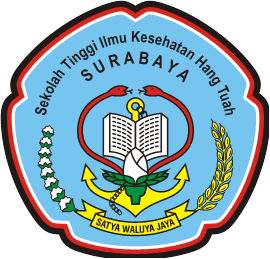 Sekolah Tinggi Ilmu Kesehatan Hang Tuah
SURABAYA
SATYA WALUYA JAYA